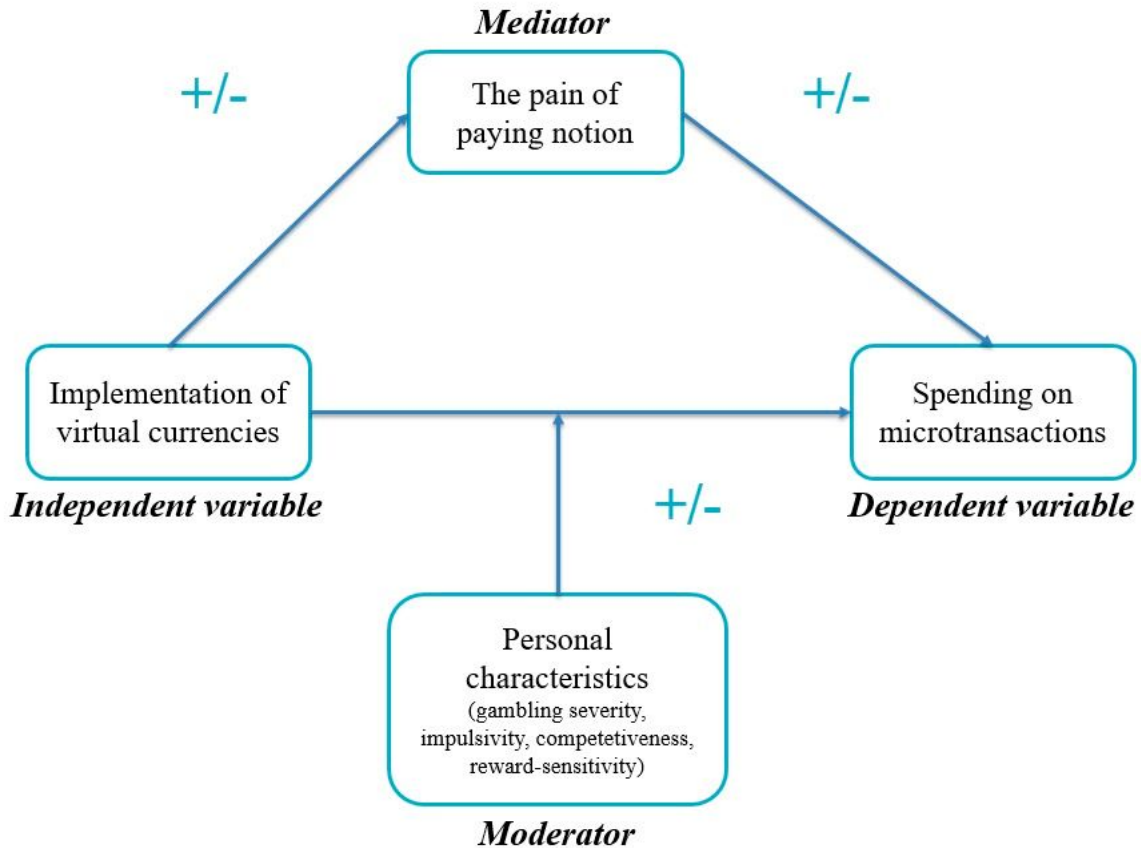 Mediator
+/-
The pain of
paying notion
+/-
Implementation of
virtual currencies
Independent variable
Spending on
microtransactions
Dependent variable
+/-
Personal
characteristics
(gambling severity,
impulsivity, competetiveness,
reward-sensitivity)
Moderator